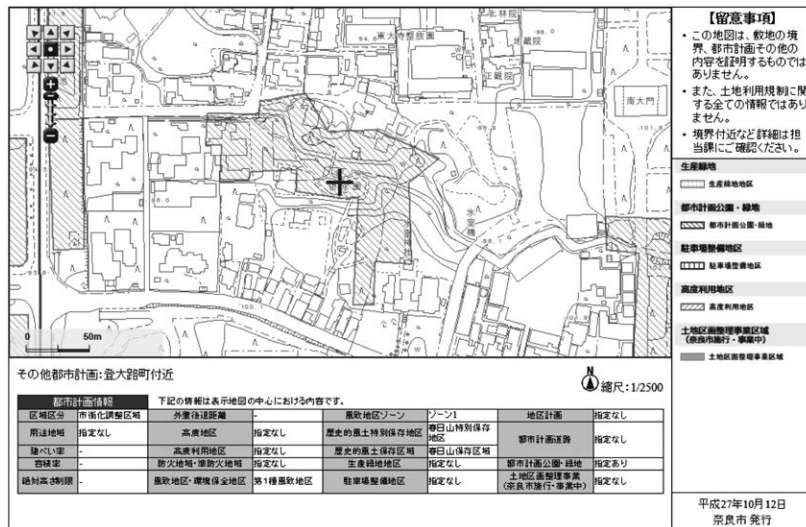 東大寺整肢園
北林院
地蔵院
正観院
南大門
氷室橋
0
50m
【留意事項】
・この地図は、敷地の境
界、都市計画その他の
内容を証明するものでは
ありません。
・また、土地利用規制に関
する全ての情報ではあり
ません。
・境界付近など詳細は担
当課にご確認ください。
生産緑地
生産緑地地区
都市計画公園・緑地
都市計画公園・緑地
駐車場整備地区
駐車場整備地区
高度利用地区
高度利用地区
土地区画整理事業区域
（奈良市施行・事業中）
土地区画整理事業区域
その他都市計画:登大路町付近
N
縮尺:1/2500
都市計画情報 下記の情報は表示地図の中心における内容です。
区域区分 市街化調整区域 外壁後退距離 - 風致地区ゾーン ゾーン1 地区計画 指定なし
用途地域 指定なし 高度地区 指定なし 歴史的風土特別保存地区 春日山特別保存
地区 都市計画道路 指定なし
建ぺい率 - 高度利用地区 指定なし 歴史的風土保存区域 春日山保存区域
容積率 - 防火地域・準防火地域 指定なし 生産緑地地区 指定なし 都市計画公園・緑地 指定あり
絶対高さ制限 - 風致地区・環境保全地区 第1種風致地区 駐車場整備地区 指定なし 土地区画整理事業
（奈良市施行・事業中） 指定なし
平成27年10月12日
奈良市 発行